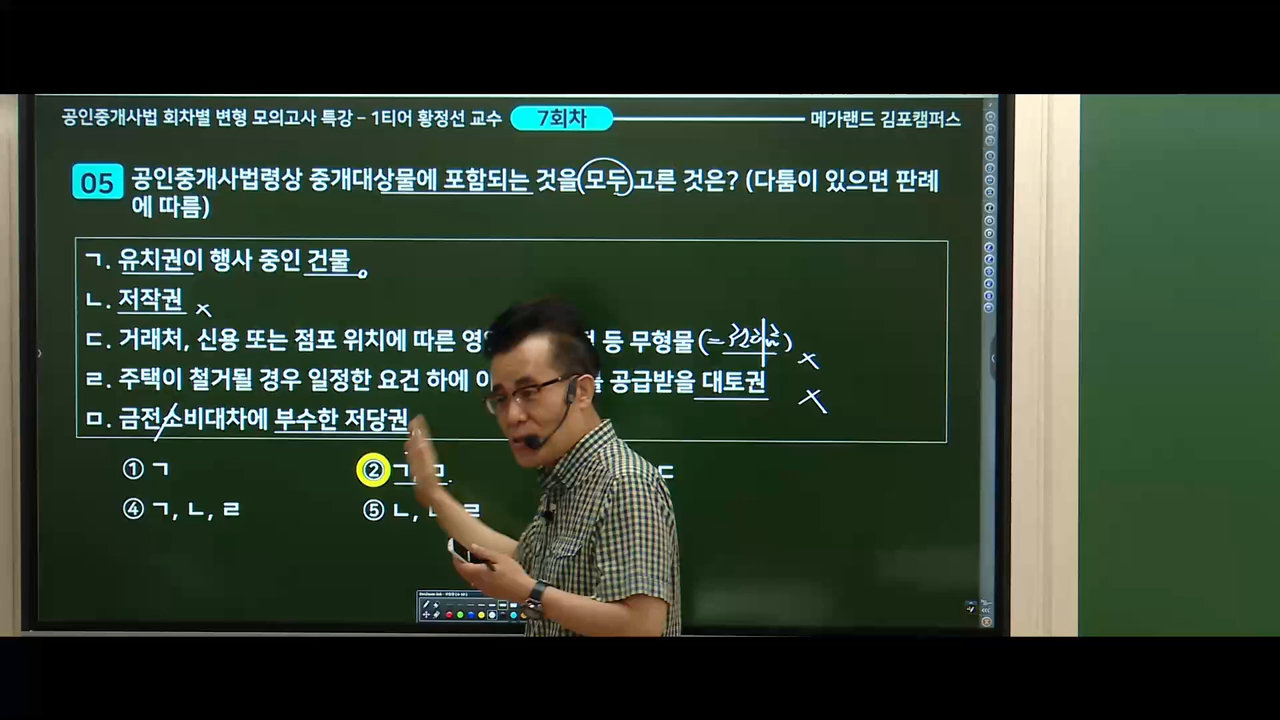 공인중개사법 회차별 변형 모의고사 특강 – 1티어 황정선 교수 7회차 메가랜드 김포캠퍼스
05 공인중개사법령상 중개대상물에 포함되는 것을 모두 고른 것은? (다툼이 있으면 판례
에 따름)
ㄱ. 유치권이 행사 중인 건물
ㄴ. 저작권 ×
ㄷ. 거래처, 신용 또는 점포 위치에 따른 등 무형물 ×
ㄹ. 주택이 철거될 경우 일정한 요건 하에 공급받을 대토권 ×
ㅁ. 금전소비대차에 부수한 저당권
① ㄱ ② ㄱ, ㅁ ㄷ
④ ㄱ, ㄴ, ㄹ ⑤ ㄴ, ㄹ